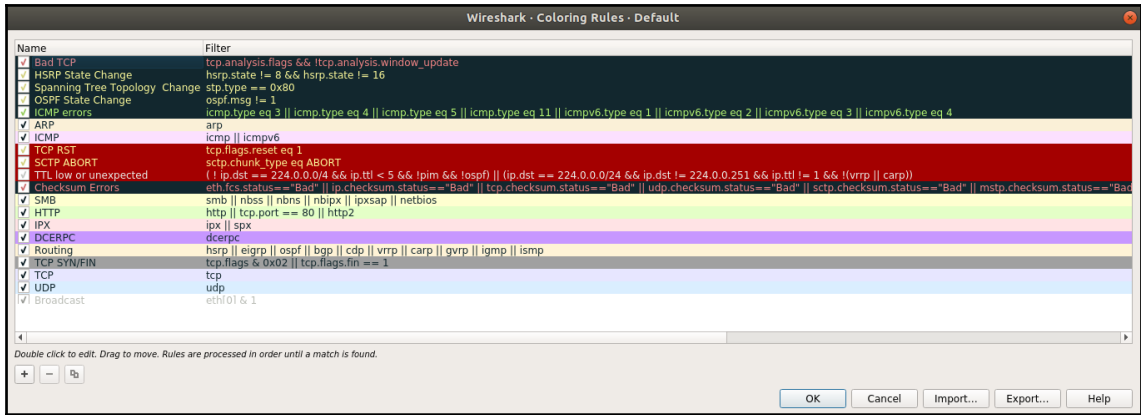 Wireshark · Coloring Rules · Default
Name Filter
Bad TCP tcp.analysis.flags && !tcp.analysis.window_update
HSRP State Change hsrp.state != 8 && hsrp.state != 16
Spanning Tree Topology Change stp.type == 0x80
OSPF State Change ospf.msg != 1
ICMP errors icmp.type eq 3 || icmp.type eq 4 || icmp.type eq 5 || icmp.type eq 11 || icmpv6.type eq 1 || icmpv6.type eq 2 || icmpv6.type eq 3 || icmpv6.type eq 4
ARP arp
ICMP icmp || icmpv6
TCP RST tcp.flags.reset eq 1
SCTP ABORT sctp.chunk_type eq ABORT
TTL low or unexpected ( ! ip.dst == 224.0.0.0/4 && ip.ttl < 5 && !pim && !ospf) || (ip.dst == 224.0.0.0/24 && ip.dst != 224.0.0.251 && ip.ttl != 1 && !(vrrp || carp))
Checksum Errors eth.fcs.status=="Bad" || ip.checksum.status=="Bad" || tcp.checksum.status=="Bad" || udp.checksum.status=="Bad" || sctp.checksum.status=="Bad" || mstp.checksum.status=="Bad
SMB smb || nbss || nbns || nbipx || ipxsap || netbios
HTTP http || tcp.port == 80 || http2
IPX ipx || spx
DCERPC dcerpc
Routing hsrp || eigrp || ospf || bgp || cdp || vrrp || carp || gvrp || igmp || ismp
TCP SYN/FIN tcp.flags & 0x02 || tcp.flags.fin == 1
TCP tcp
UDP udp
Broadcast eth[0] & 1
Double click to edit. Drag to move. Rules are processed in order until a match is found.
OK Cancel Import... Export... Help